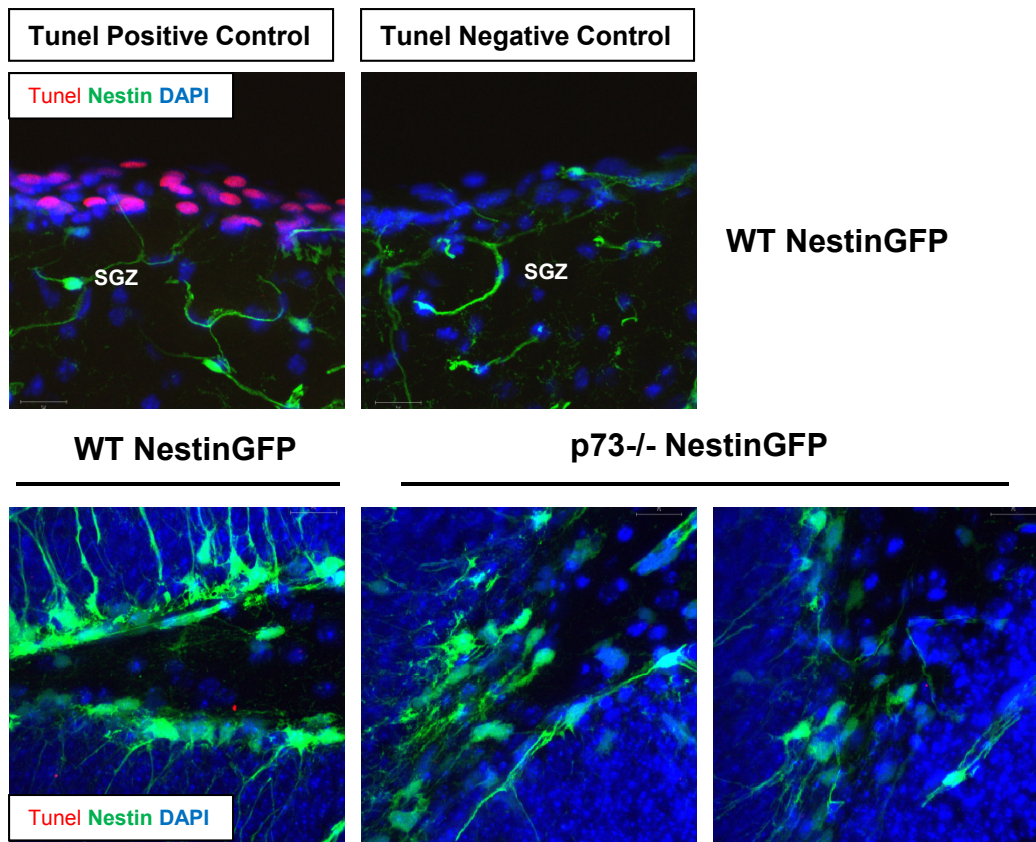 Tunel Positive Control
Tunel Negative Control
Tunel Nestin DAPI
SGZ
SGZ
WT NestinGFP
WT NestinGFP
p73-/- NestinGFP
Tunel Nestin DAPI